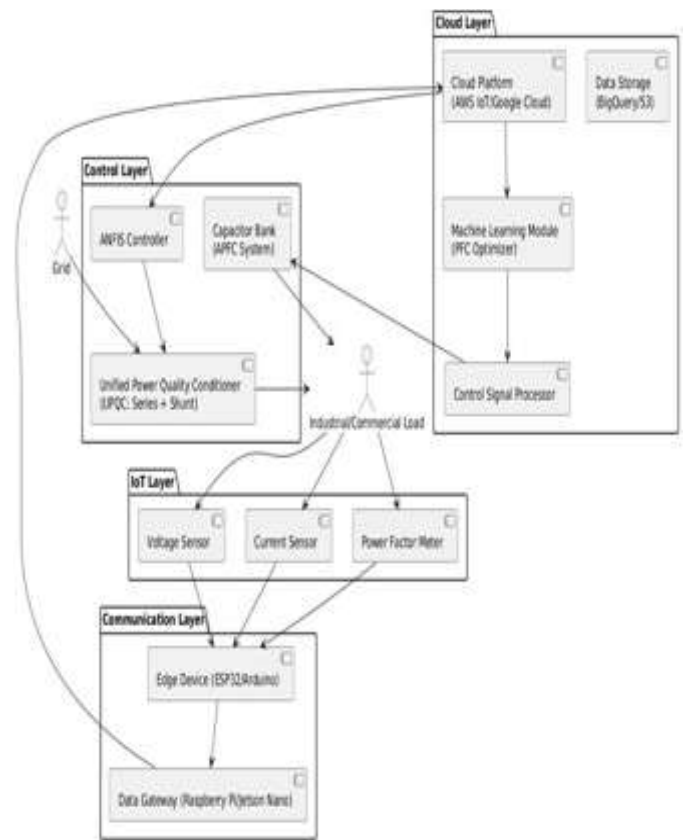 Cloud Layer
Cloud Platform
(AWS IoT/Google Cloud)
Data Storage
(BigQuery/S3)
Machine Learning Module
(PFC Optimizer)
Control Signal Processor
Control Layer
ANFIS Controller
Capacitor Bank
(APFC System)
Grid
Unified Power Quality Conditioner
(UPQC: Series + Shunt)
Industrial/Commercial Load
IoT Layer
Voltage Sensor
Current Sensor
Power Factor Meter
Communication Layer
Edge Device (ESP32/Arduino)
Data Gateway (Raspberry Pi/Jetson Nano)